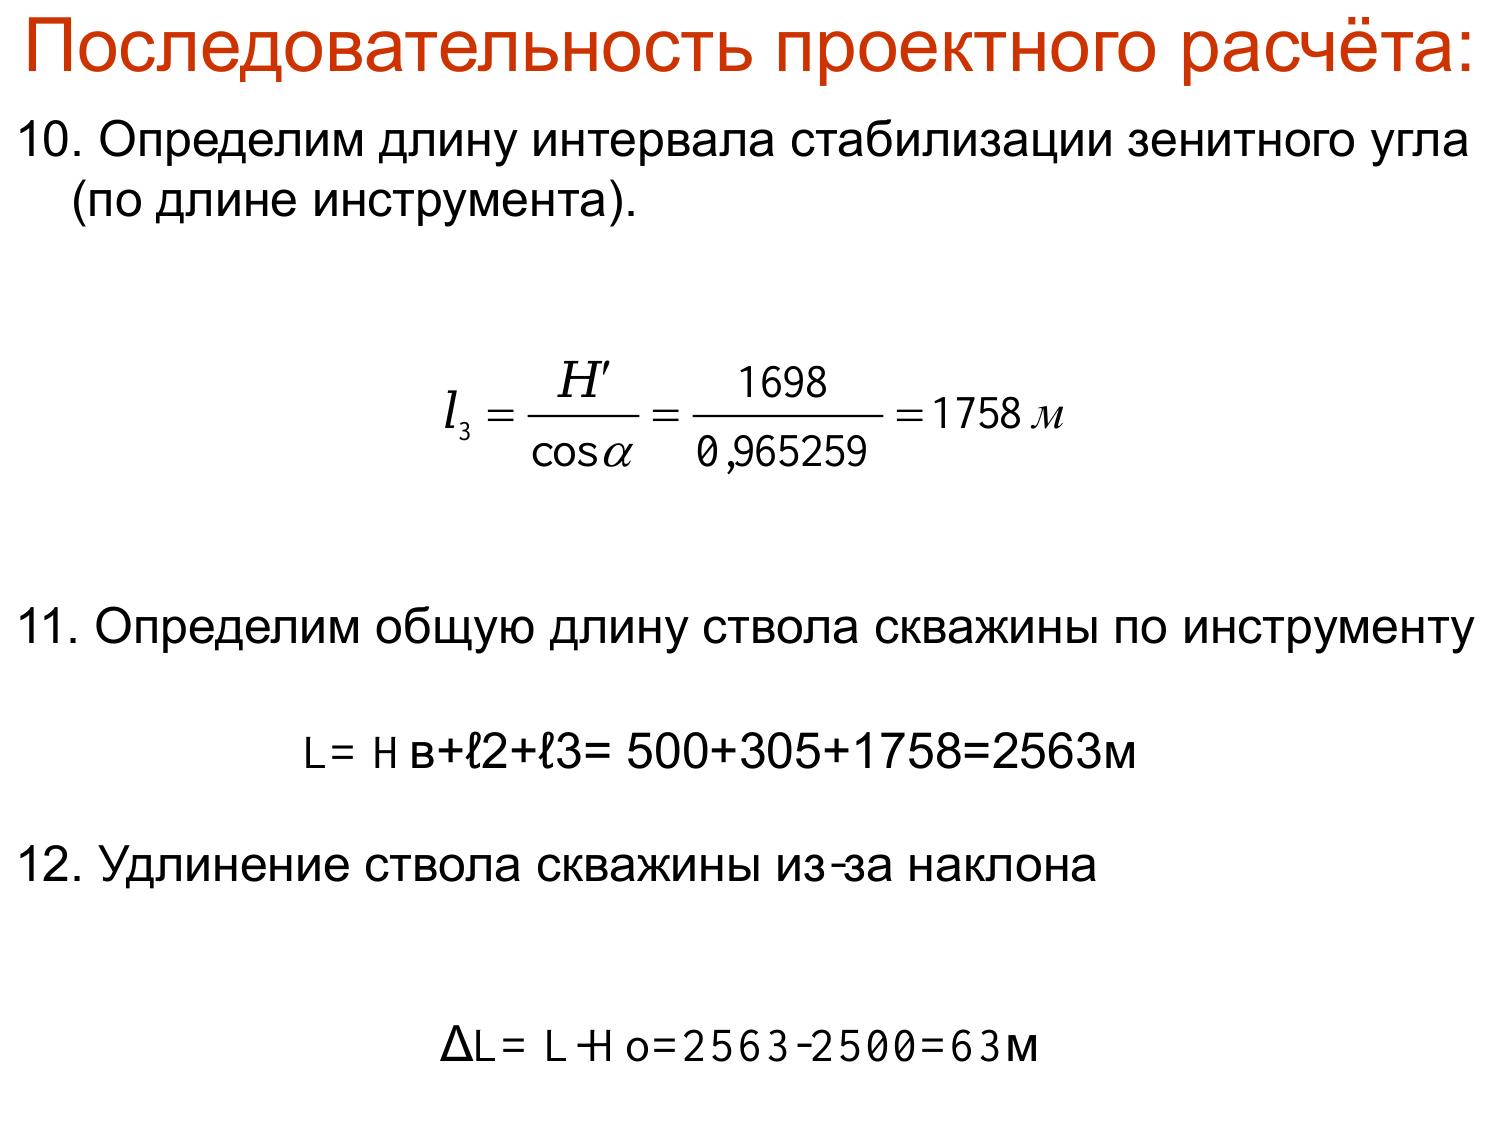 Последовательность проектного расчёта:
10. Определим длину интервала стабилизации зенитного угла
(по длине инструмента).
l₃ = H′/cosα = 1698/0,965259 = 1758 м
11. Определим общую длину ствола скважины по инструменту
L= Hв+ℓ2+ℓ3= 500+305+1758=2563м
12. Удлинение ствола скважины из-за наклона
ΔL= L-Hо=2563-2500=63м